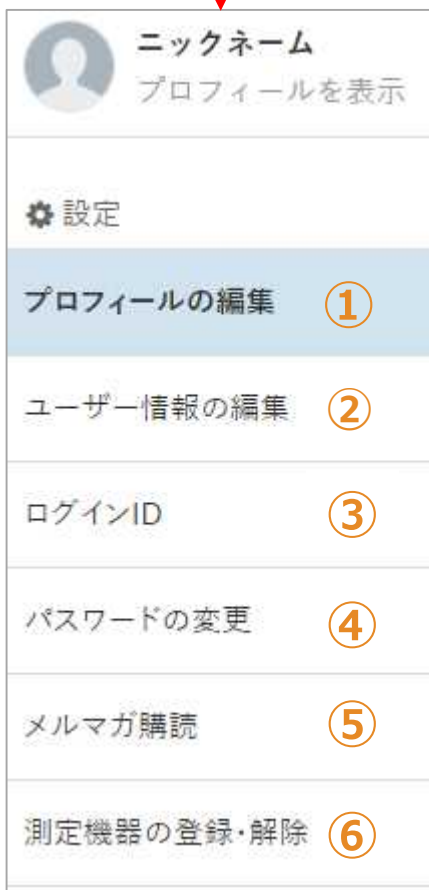 ニックネーム
プロフィールを表示
設定
プロフィールの編集 ①
ユーザー情報の編集 ②
ログインID ③
パスワードの変更 ④
メルマガ購読 ⑤
測定機器の登録・解除 ⑥